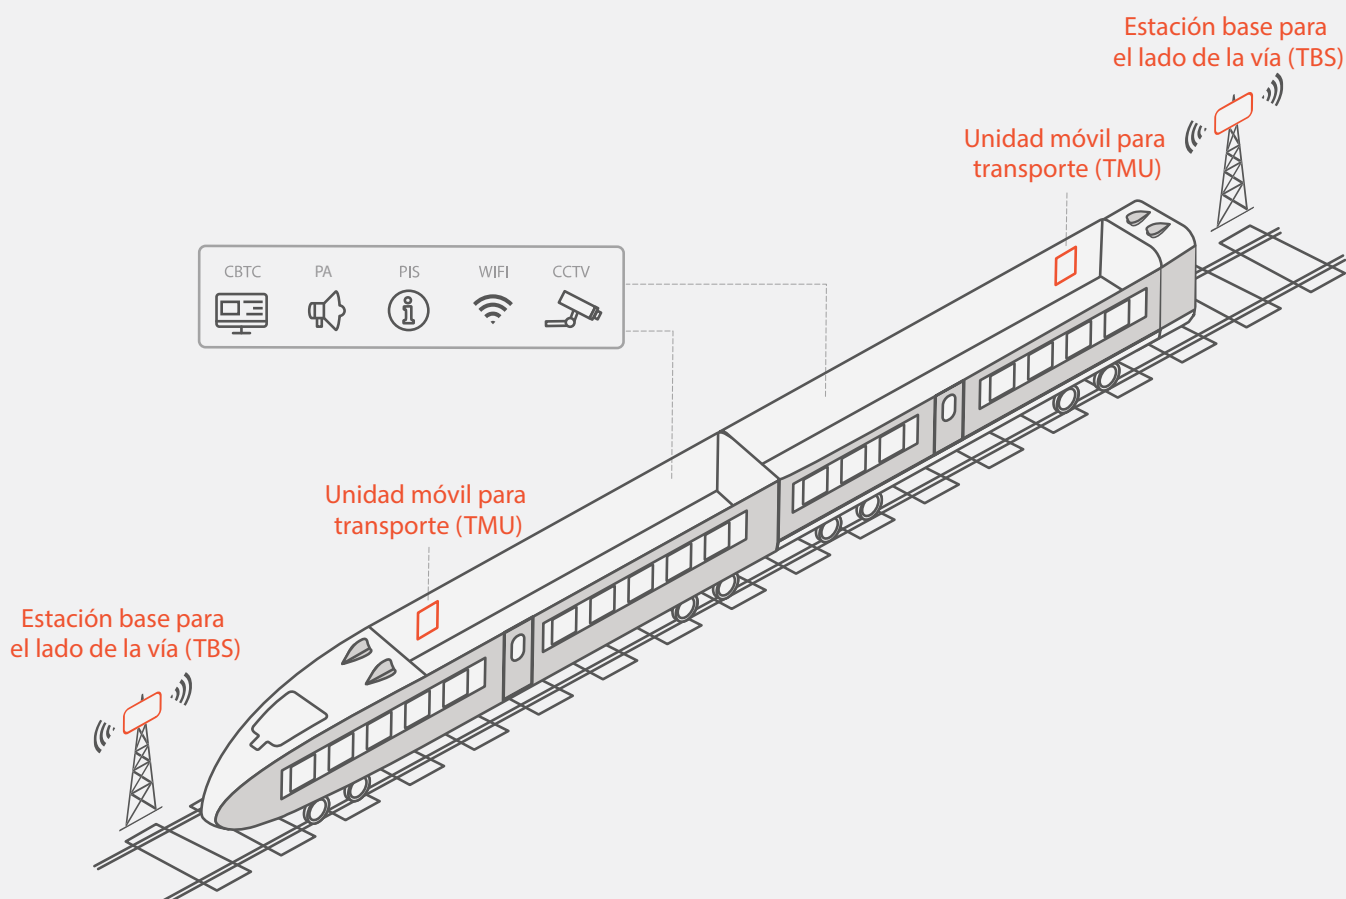 Estación base para
el lado de la vía (TBS)
Unidad móvil para
transporte (TMU)
CBTC PA PIS WIFI CCTV
Unidad móvil para
transporte (TMU)
Estación base para
el lado de la vía (TBS)